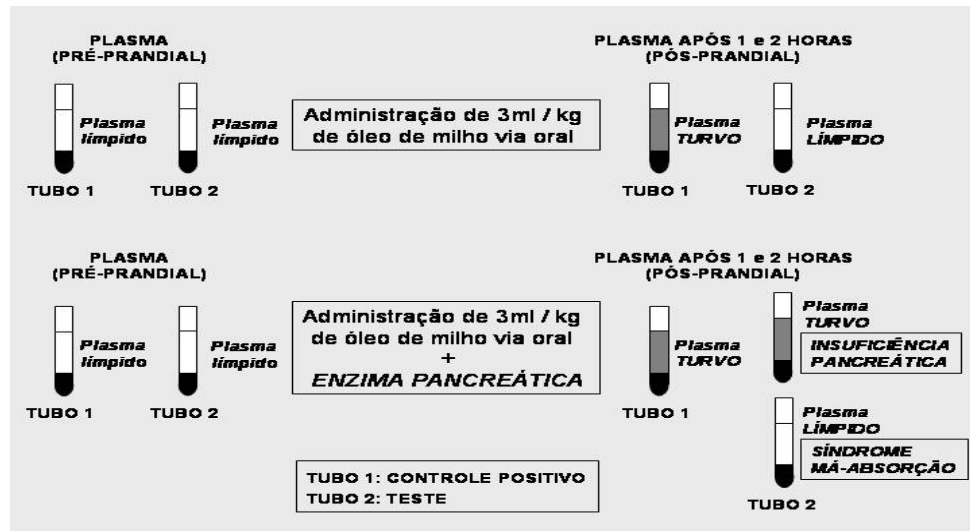 PLASMA
(PRÉ-PRANDIAL)
PLASMA APÓS 1 e 2 HORAS
(PÓS-PRANDIAL)
Plasma
límpido
Plasma
límpido
Administração de 3ml / kg
de óleo de milho via oral
Plasma
TURVO
Plasma
LÍMPIDO
TUBO 1
TUBO 2
TUBO 1
TUBO 2
PLASMA
(PRÉ-PRANDIAL)
PLASMA APÓS 1 e 2 HORAS
(PÓS-PRANDIAL)
Plasma
límpido
Plasma
límpido
Administração de 3ml / kg
de óleo de milho via oral
+
ENZIMA PANCREÁTICA
Plasma
TURVO
Plasma
TURVO
INSUFICIÊNCIA
PANCREÁTICA
TUBO 1
TUBO 2
TUBO 1
Plasma
LÍMPIDO
SÍNDROME
MÁ-ABSORÇÃO
TUBO 2
TUBO 1: CONTROLE POSITIVO
TUBO 2: TESTE